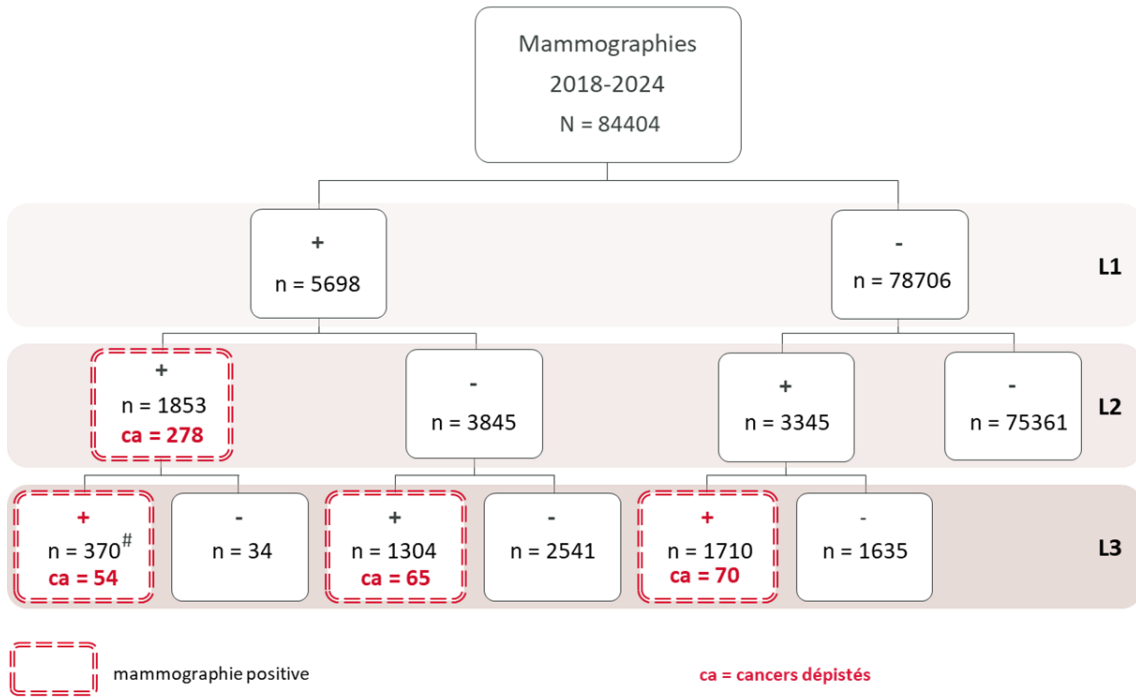 Mammographies
2018-2024
N = 84404
+
n = 5698
-
n = 78706
L1
+
n = 1853
ca = 278
-
n = 3845
+
n = 3345
-
n = 75361
L2
+
n = 370#
ca = 54
-
n = 34
+
n = 1304
ca = 65
-
n = 2541
+
n = 1710
ca = 70
-
n = 1635
L3
mammographie positive
ca = cancers dépistés